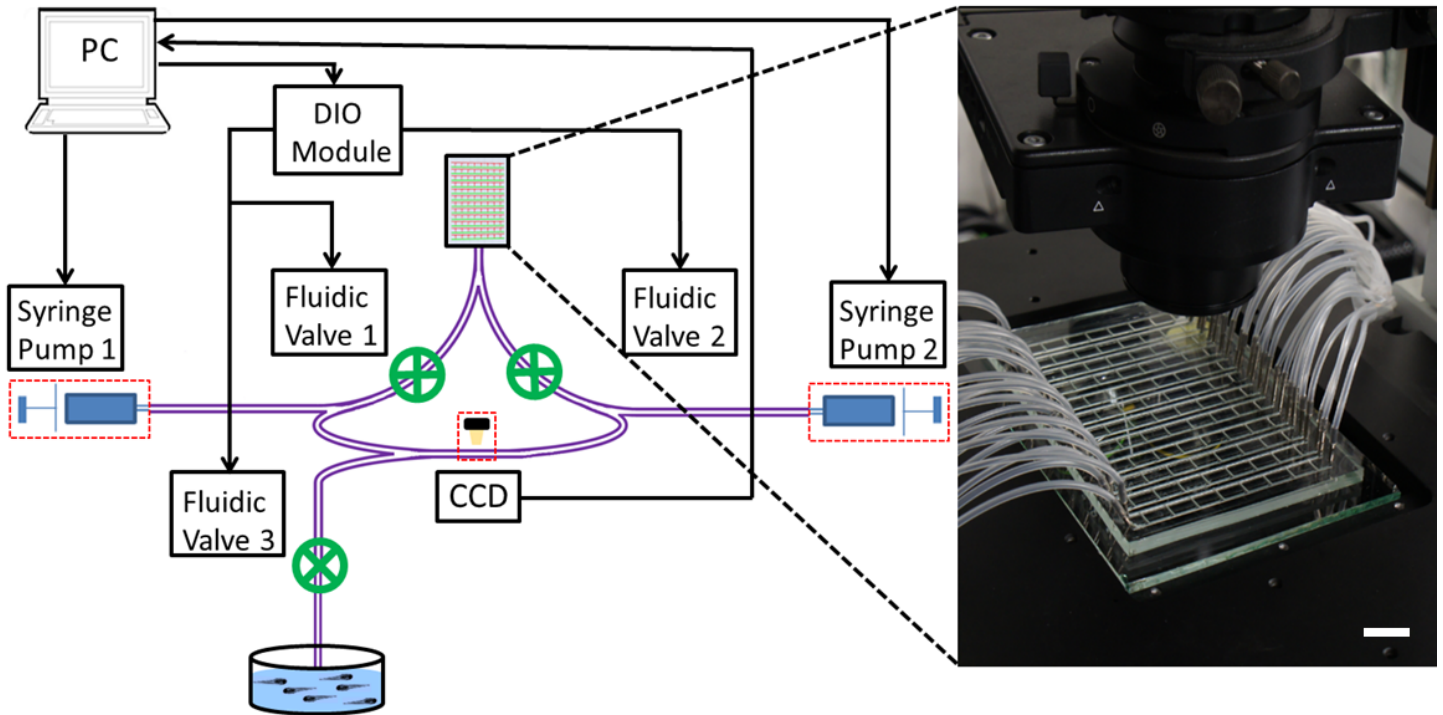 PC
DIO
Module
Syringe
Pump 1
Fluidic
Valve 1
Fluidic
Valve 2
Syringe
Pump 2
Fluidic
Valve 3
CCD